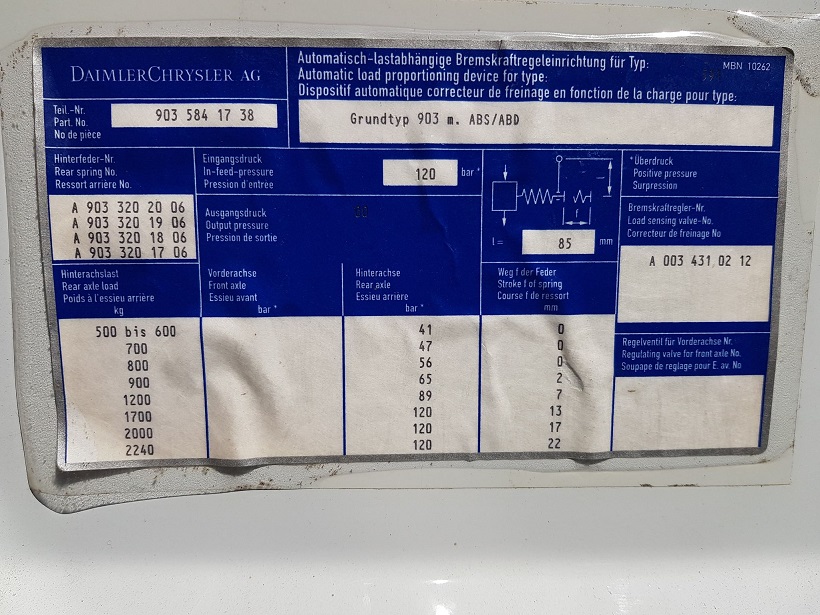 DAIMLERCHRYSLER AG
Automatisch-lastabhängige Bremskraftregeleinrichtung für Typ:
Automatic load proportioning device for type:
Dispositif automatique correcteur de freinage en fonction de la charge pour type:
MBN 10262
Teil.-Nr.
Part. No.
No de pièce
903 584 17 38
Grundtyp 903 m. ABS/ABD
Hinterfeder-Nr.
Rear spring No.
Ressort arrière No.
A 903 320 20 06
A 903 320 19 06
A 903 320 18 06
A 903 320 17 06
Eingangsdruck
In-feed-pressure
Pression d'entrée
120 bar*
Ausgangsdruck
Output pressure
Pression de sortie
l
f
l = 85 mm
*Überdruck
Positive pressure
Surpression
Bremskraftregler-Nr.
Load sensing valve-No.
Correcteur de freinage No
A 003 431 02 12
Hinterachslast
Rear axle load
Poids à l'essieu arrière
kg
Vorderachse
Front axle
Essieu avant
bar*
Hinterachse
Rear axle
Essieu arrière
bar*
Weg f der Feder
Stroke f of spring
Course f de ressort
mm
500 bis 600 41 0
700 47 0
800 56 0
900 65 2
1200 89 7
1700 120 13
2000 120 17
2240 120 22
Regelventil für Vorderachse Nr.
Regulating valve for front axle No.
Soupape de reglage pour E. av. No